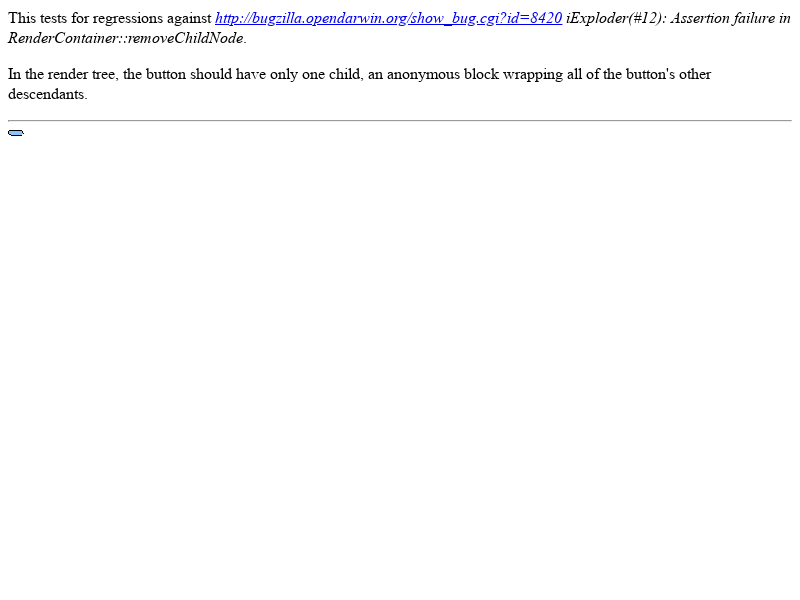 This tests for regressions against http://bugzilla.opendarwin.org/show_bug.cgi?id=8420 iExploder(#12): Assertion failure in
RenderContainer::removeChildNode.
In the render tree, the button should have only one child, an anonymous block wrapping all of the button's other
descendants.